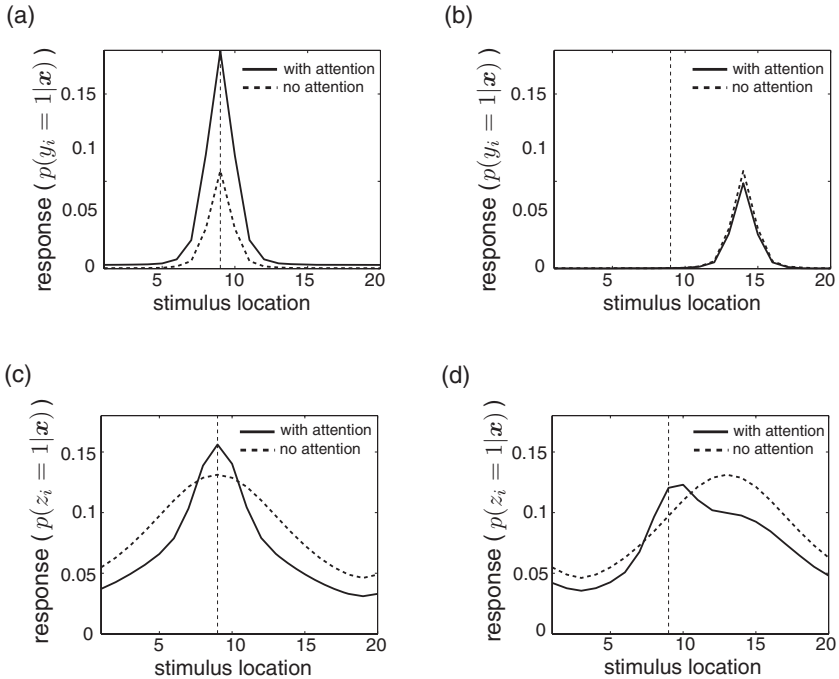 (a)
response ( p(y_i = 1|x) )
0.15
0.1
0.05
0
5
10
15
20
stimulus location
with attention
no attention
(b)
response ( p(y_i = 1|x) )
0.15
0.1
0.05
0
5
10
15
20
stimulus location
with attention
no attention
(c)
response ( p(z_i = 1|x) )
0.15
0.1
0.05
0
5
10
15
20
stimulus location
with attention
no attention
(d)
response ( p(z_i = 1|x) )
0.15
0.1
0.05
0
5
10
15
20
stimulus location
with attention
no attention